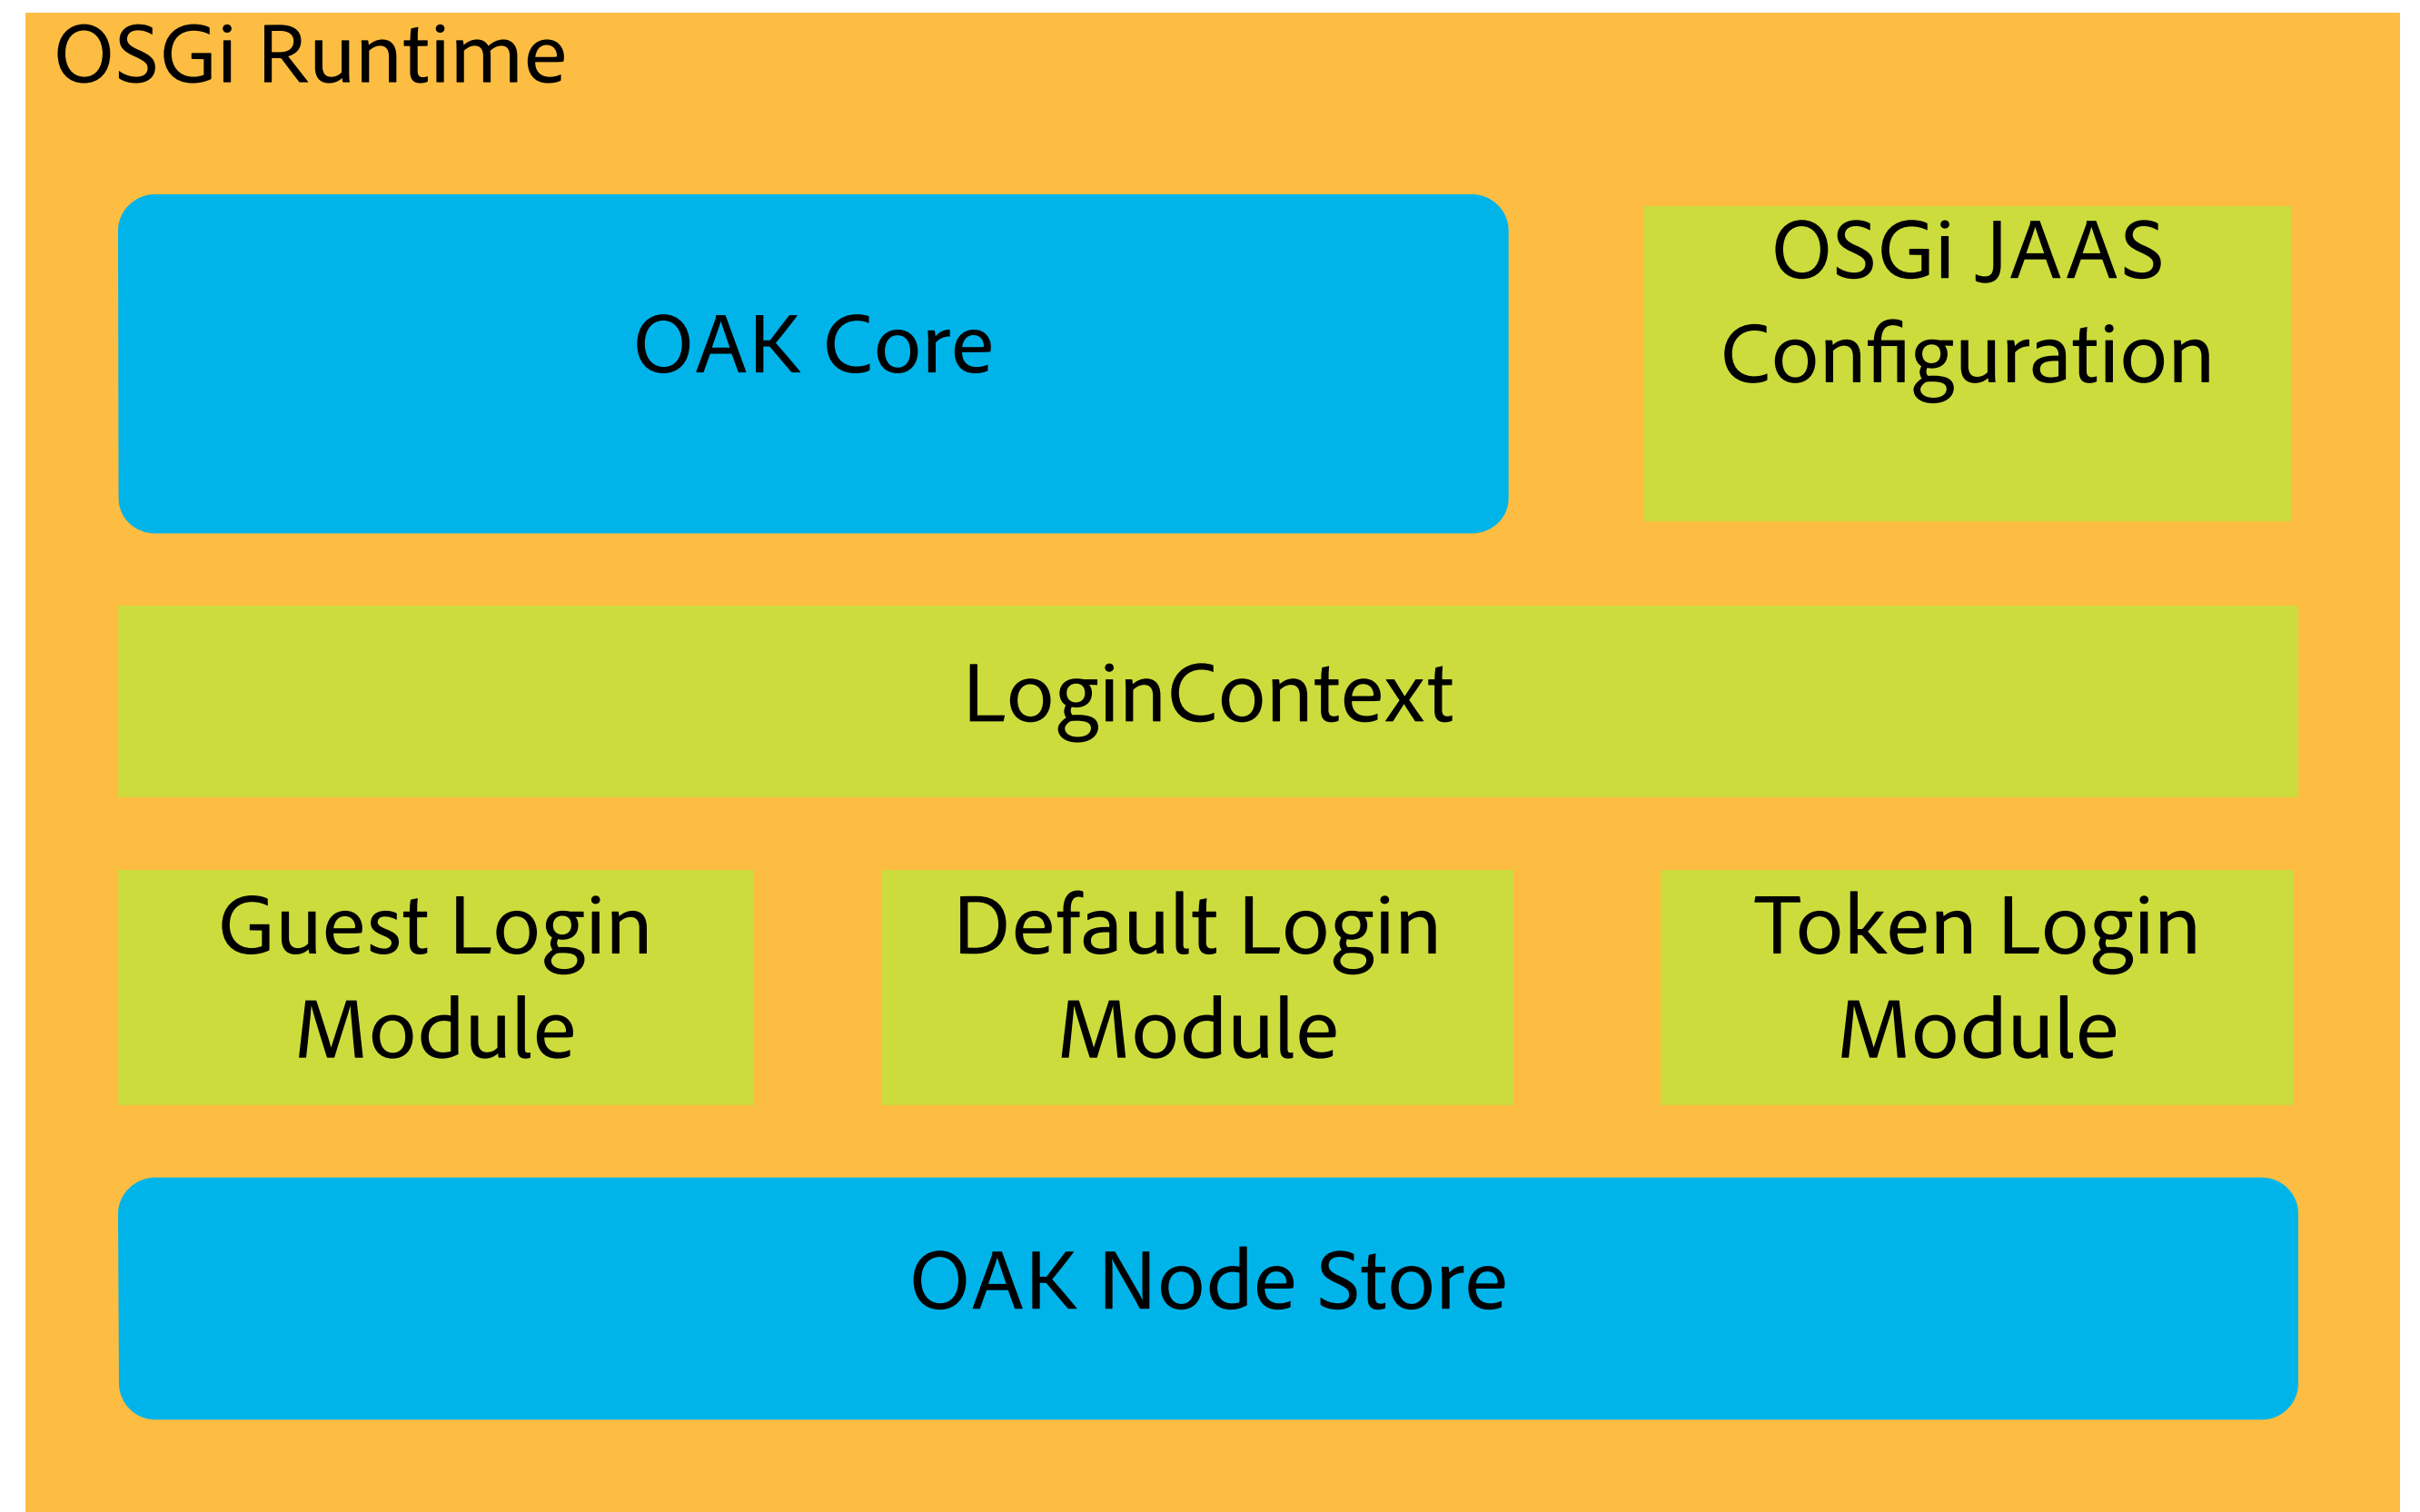 OSGi Runtime
OAK Core
OSGi JAAS
Configuration
LoginContext
Guest Login
Module
Default Login
Module
Token Login
Module
OAK Node Store